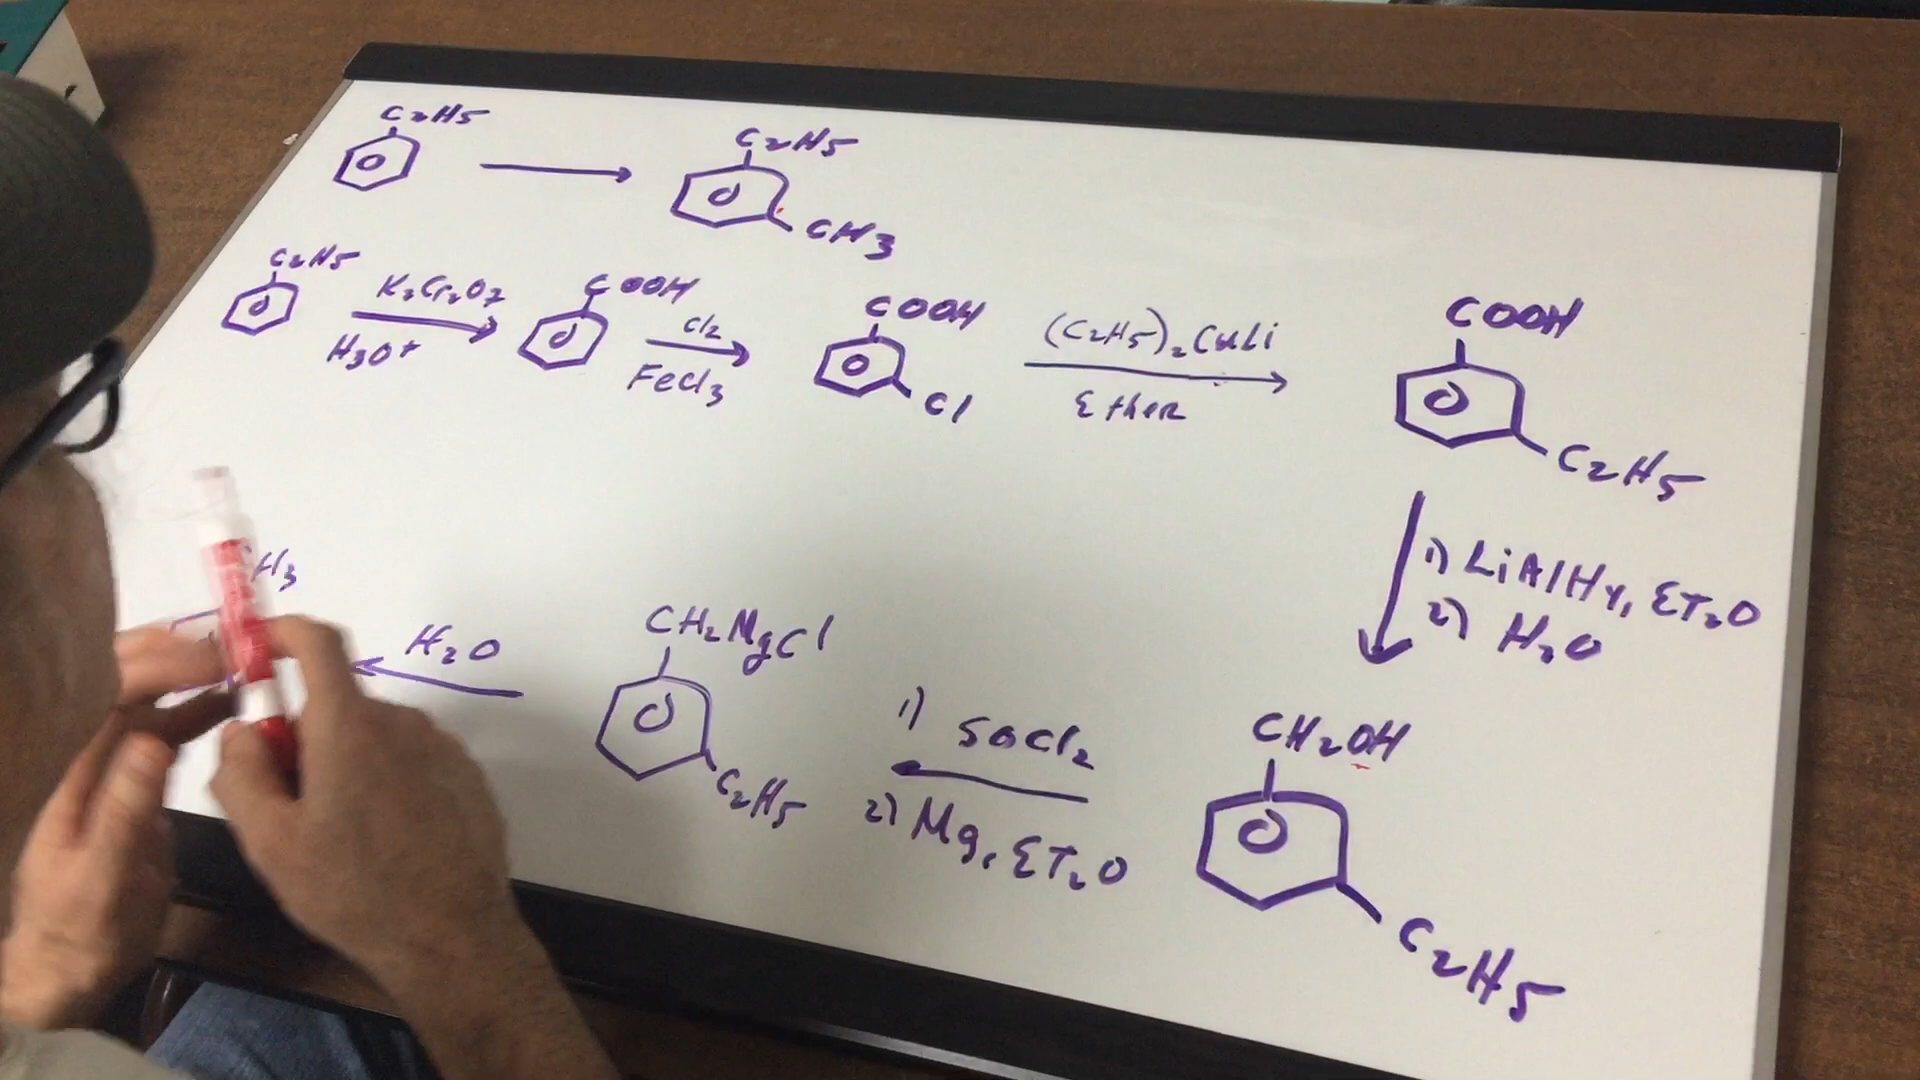 C2H5
C2H5
CH3
C2H5
K2Cr2O7
H3O+
COOH
Cl2
FeCl3
COOH
Cl
(C2H5)2CuLi
Ether
COOH
C2H5
1) LiAlH4, ET2O
2) H2O
CH2OH
C2H5
1) SOCl2
2) Mg, ET2O
CH2MgCl
C2H5
H2O
H3